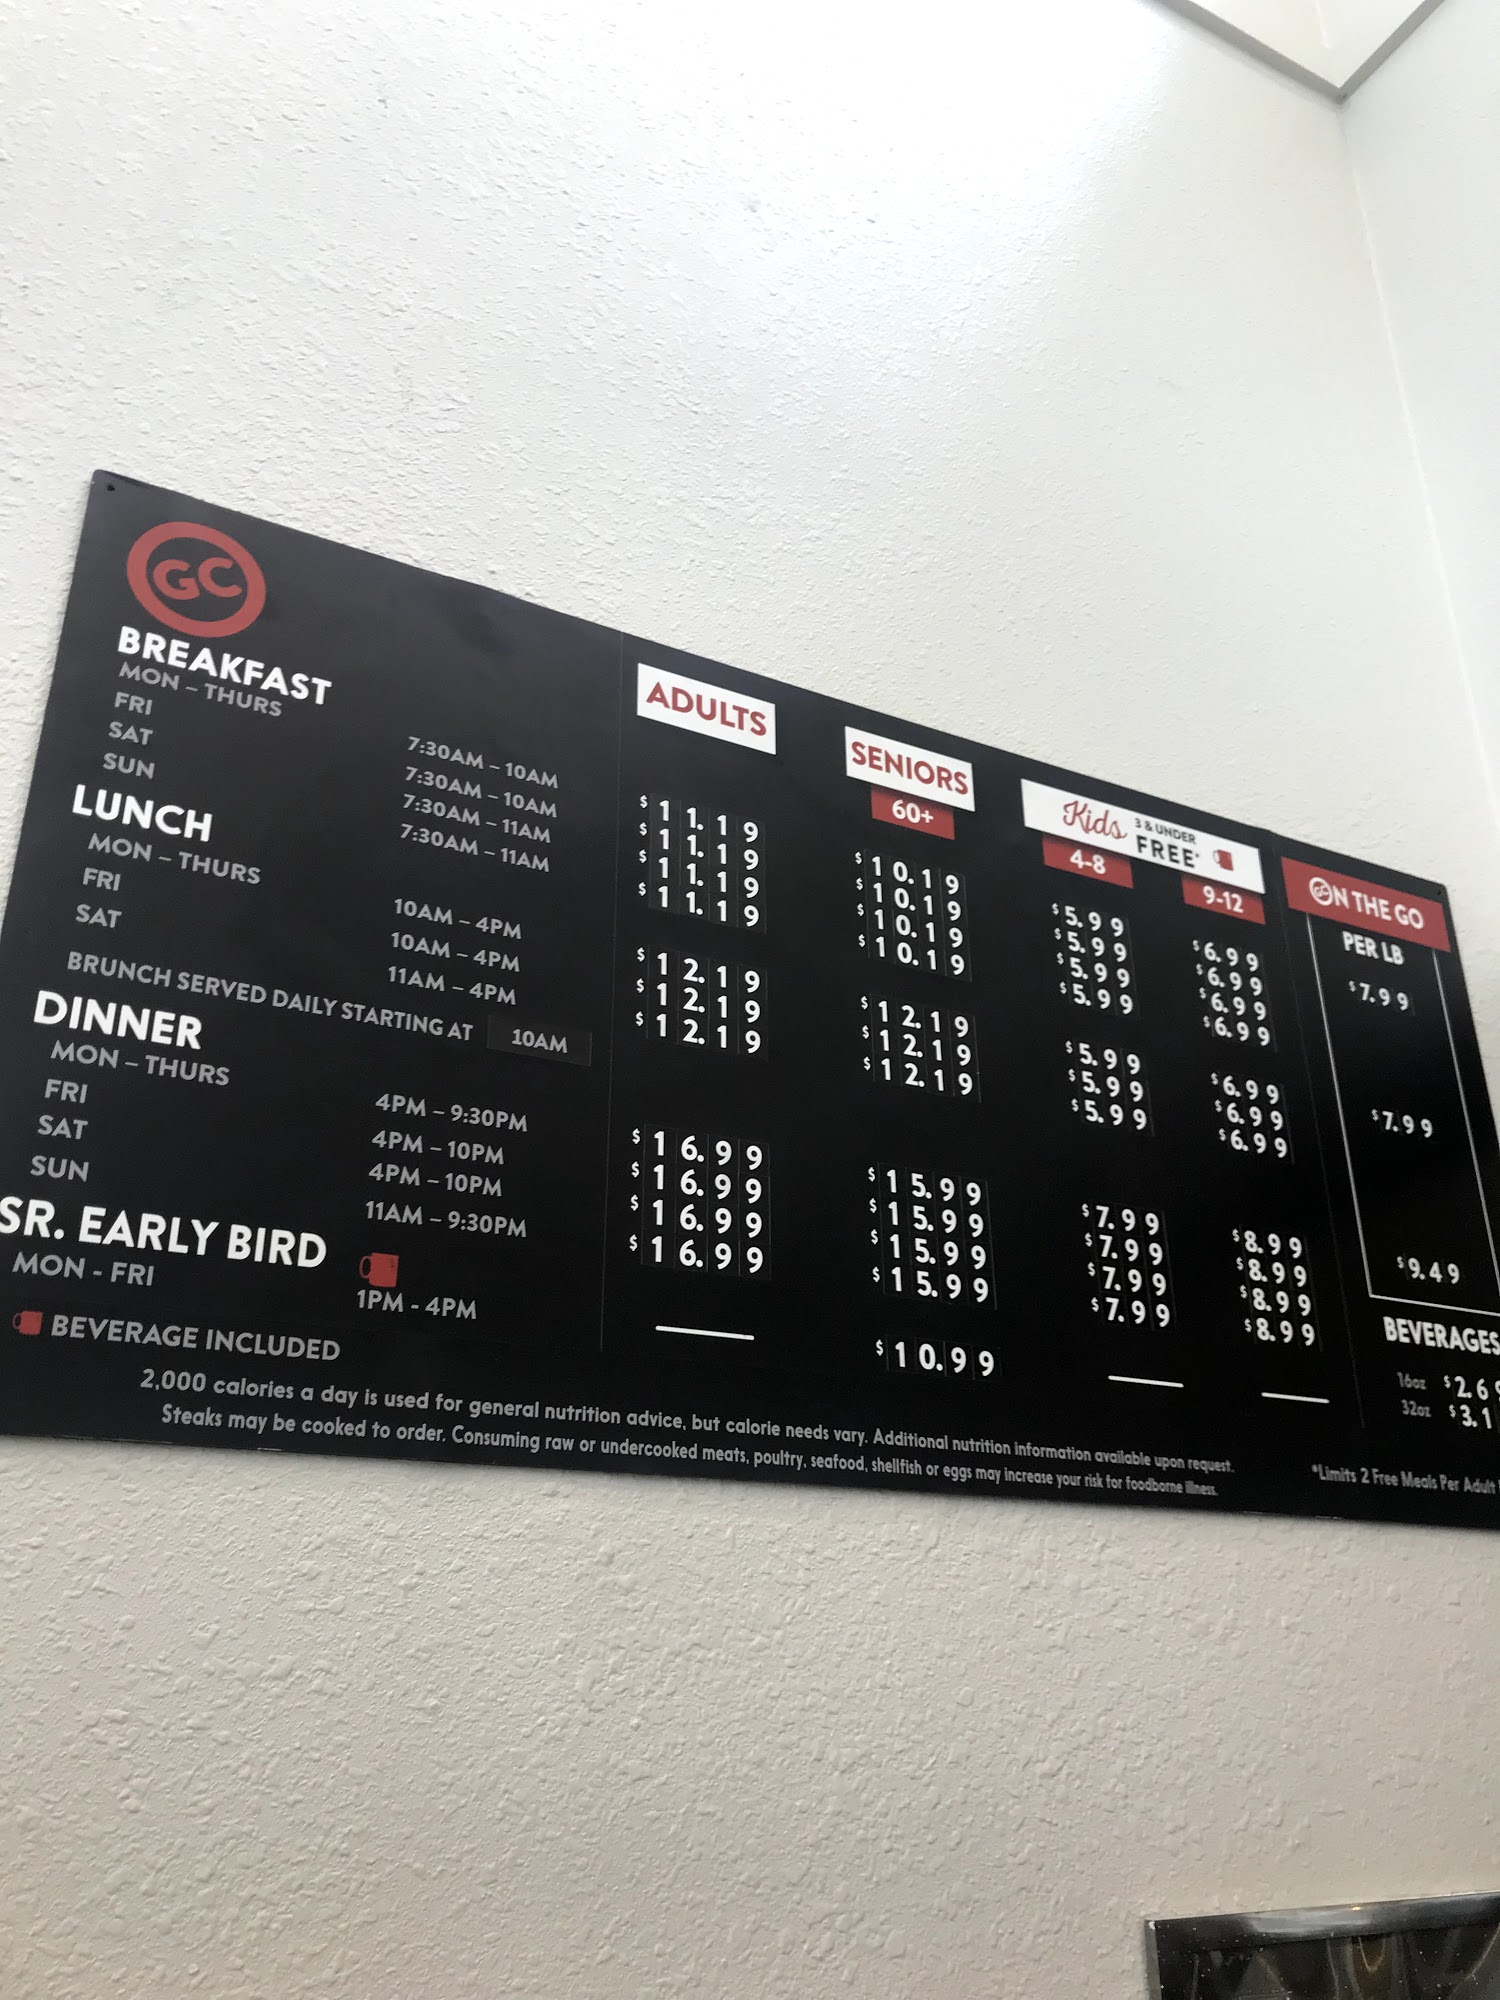 GC
BREAKFAST
ADULTS SENIORS 60+ Kids 3 & UNDER FREE* 4-8 9-12 GC ON THE GO PER LB
MON – THURS 7:30AM – 10AM $11.19 $10.19 $5.99 $6.99 $7.99
FRI 7:30AM – 10AM $11.19 $10.19 $5.99 $6.99
SAT 7:30AM – 11AM $11.19 $10.19 $5.99 $6.99
SUN 7:30AM – 11AM $11.19 $10.19 $5.99 $6.99
LUNCH
MON – THURS 10AM – 4PM $12.19 $12.19 $5.99 $6.99 $7.99
FRI 10AM – 4PM $12.19 $12.19 $5.99 $6.99
SAT 11AM – 4PM $12.19 $12.19 $5.99 $6.99
BRUNCH SERVED DAILY STARTING AT 10AM
DINNER
MON – THURS 4PM – 9:30PM $16.99 $15.99 $7.99 $8.99 $9.49
FRI 4PM – 10PM $16.99 $15.99 $7.99 $8.99
SAT 4PM – 10PM $16.99 $15.99 $7.99 $8.99
SUN 11AM – 9:30PM $16.99 $15.99 $7.99 $8.99
SR. EARLY BIRD
MON - FRI 1PM - 4PM $10.99
BEVERAGE INCLUDED
BEVERAGES
16oz $2.6
32oz $3.1
2,000 calories a day is used for general nutrition advice, but calorie needs vary. Additional nutrition information available upon request.
Steaks may be cooked to order. Consuming raw or undercooked meats, poultry, seafood, shellfish or eggs may increase your risk for foodborne illness.
*Limits 2 Free Meals Per Adult